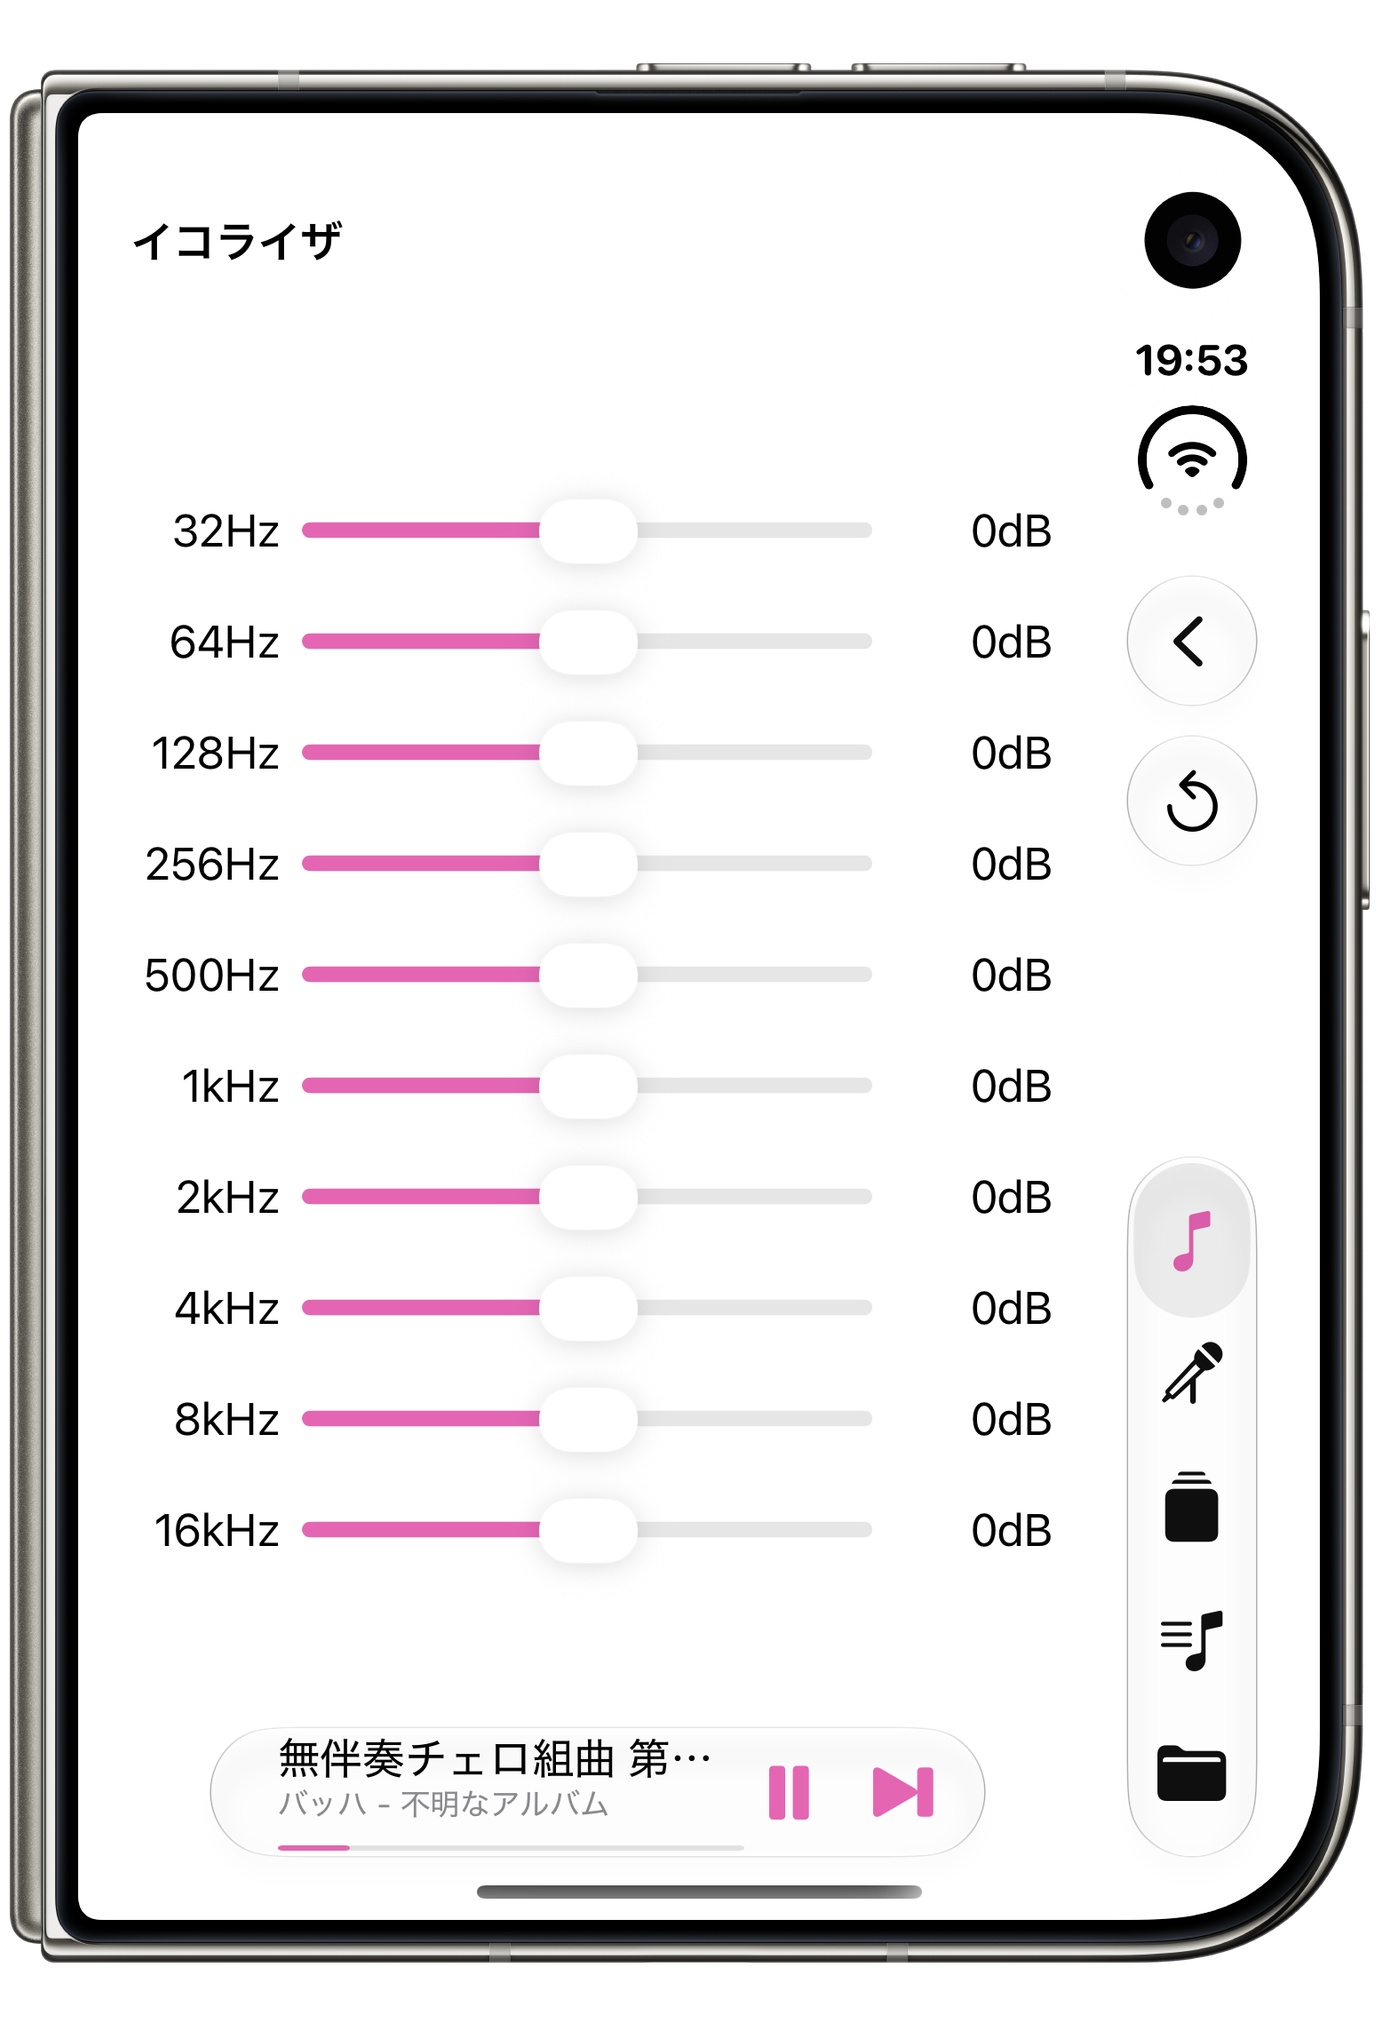 イコライザ
19:53
32Hz 0dB
64Hz 0dB
128Hz 0dB
256Hz 0dB
500Hz 0dB
1kHz 0dB
2kHz 0dB
4kHz 0dB
8kHz 0dB
16kHz 0dB
無伴奏チェロ組曲 第…
バッハ - 不明なアルバム